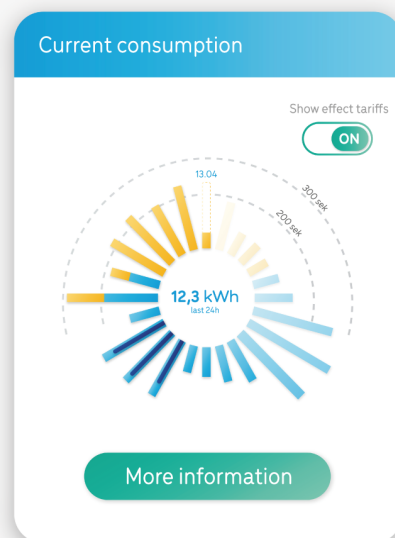 Current consumption
Show effect tariffs
ON
13.04
300 sek
200 sek
12,3 kWh
last 24h
More information